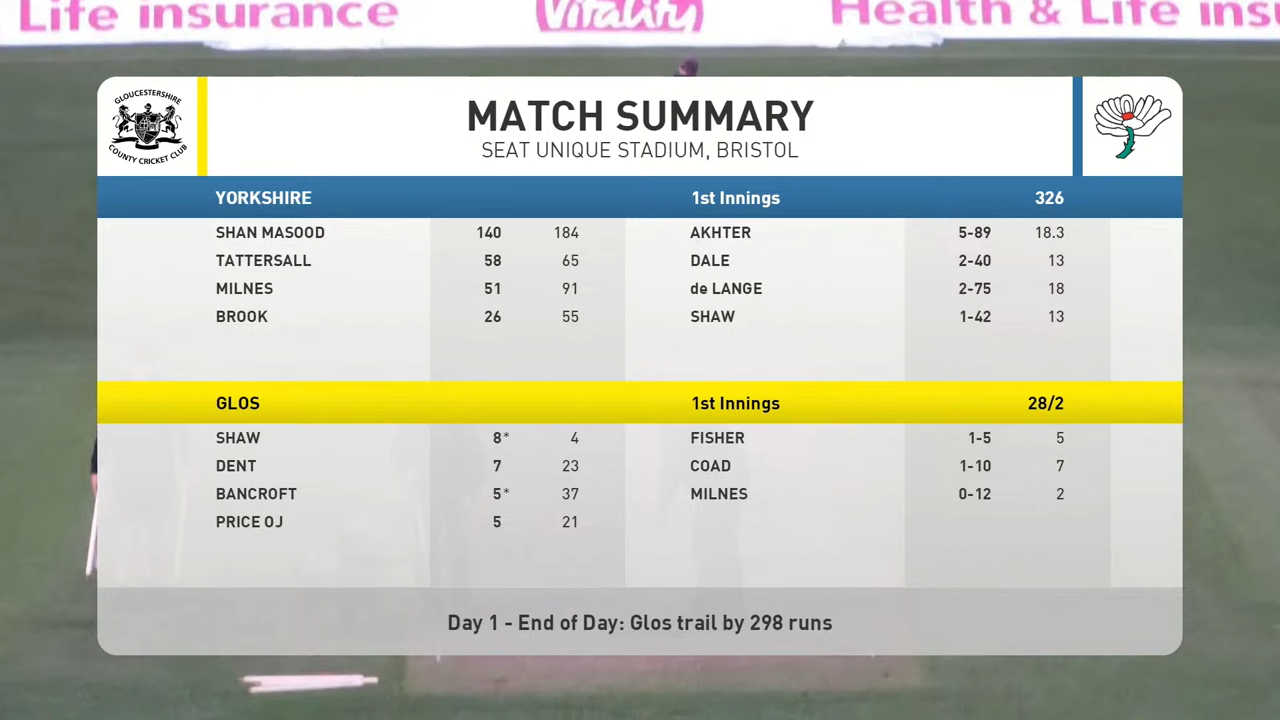 Life insurance
Vitality
Health & Life insu
GLOUCESTERSHIRE
COUNTY CRICKET CLUB
MATCH SUMMARY
SEAT UNIQUE STADIUM, BRISTOL
YORKSHIRE 1st Innings 326
SHAN MASOOD 140 184 AKHTER 5-89 18.3
TATTERSALL 58 65 DALE 2-40 13
MILNES 51 91 de LANGE 2-75 18
BROOK 26 55 SHAW 1-42 13
GLOS 1st Innings 28/2
SHAW 8* 4 FISHER 1-5 5
DENT 7 23 COAD 1-10 7
BANCROFT 5* 37 MILNES 0-12 2
PRICE OJ 5 21
Day 1 - End of Day: Glos trail by 298 runs